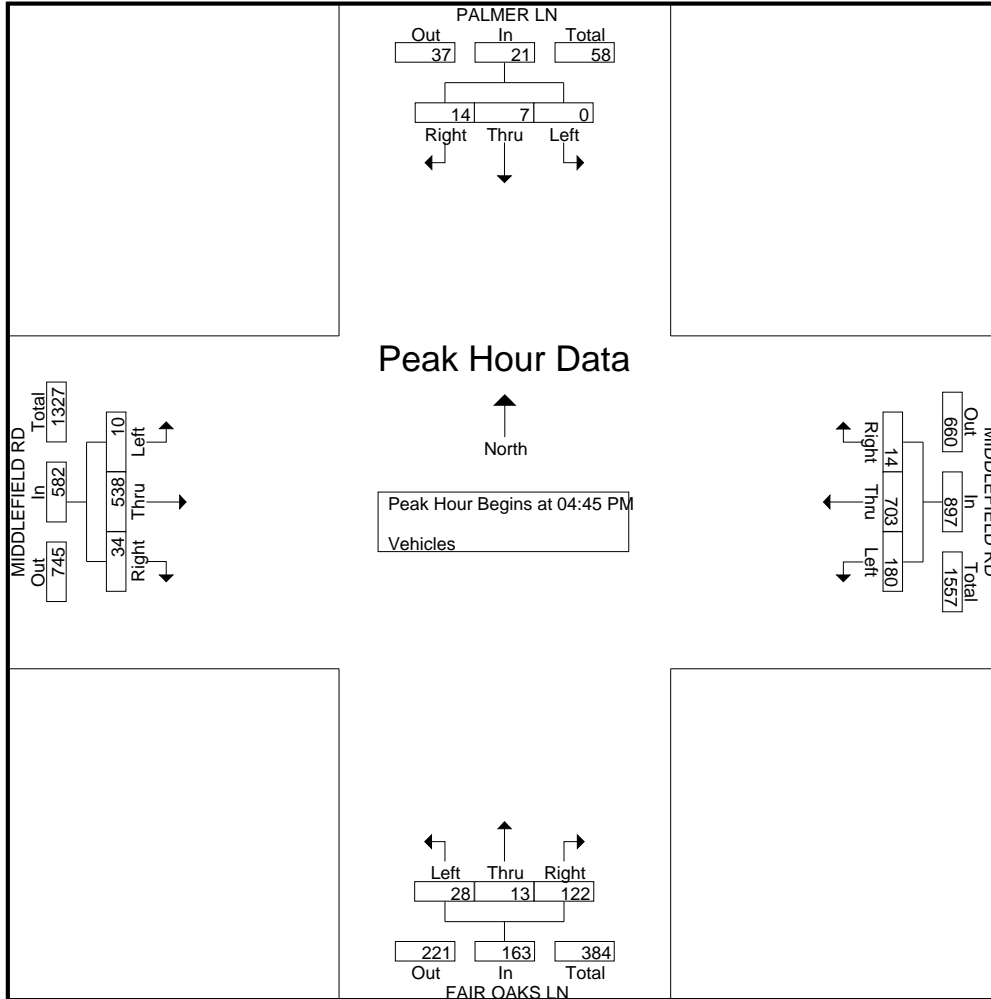 PALMER LN
Out In Total
37 21 58
14 7 0
Right Thru Left
Peak Hour Data
North
Peak Hour Begins at 04:45 PM
Vehicles
MIDDLEFIELD RD
Total In Out
1327 582 745
10 538 34
Left Thru Right
Right Thru Left
14 703 180
Out In Total
660 897 1557
MIDDLEFIELD RD
Left Thru Right
28 13 122
221 163 384
Out In Total
FAIR OAKS LN